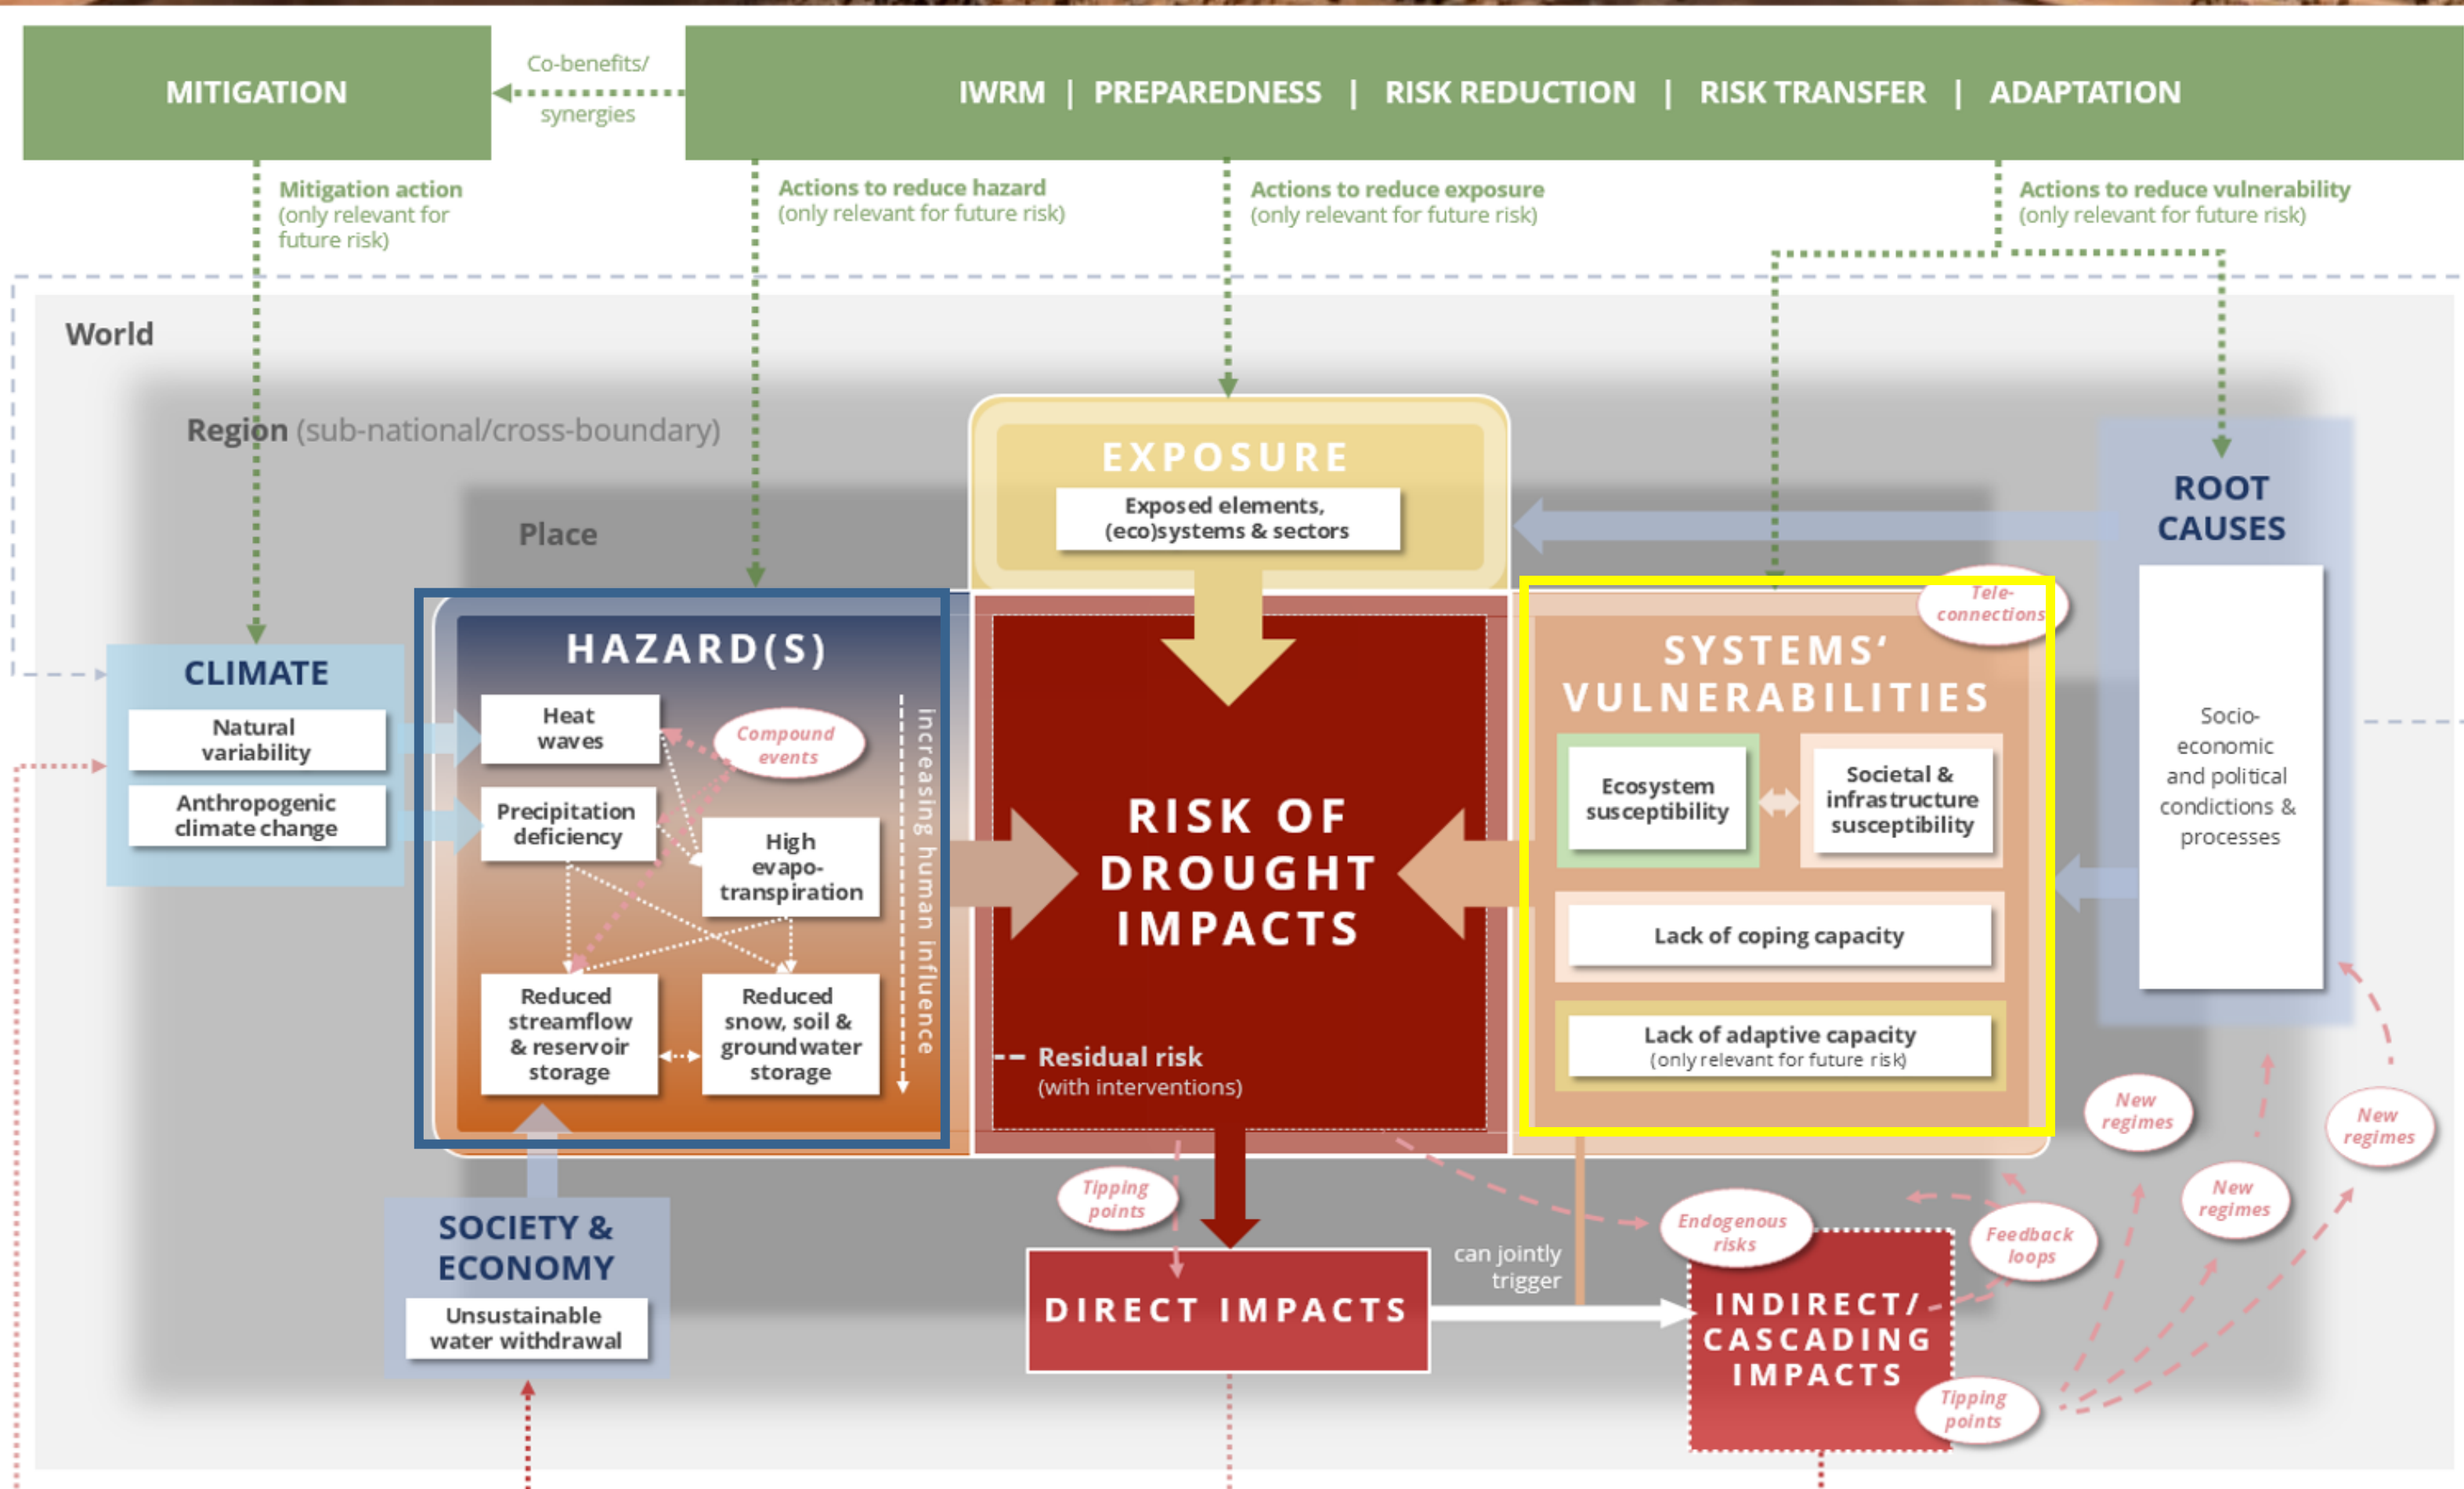 MITIGATION
Co-benefits/
synergies
IWRM | PREPAREDNESS | RISK REDUCTION | RISK TRANSFER | ADAPTATION
Mitigation action
(only relevant for
future risk)
Actions to reduce hazard
(only relevant for future risk)
Actions to reduce exposure
(only relevant for future risk)
Actions to reduce vulnerability
(only relevant for future risk)
World
Region (sub-national/cross-boundary)
Place
EXPOSURE
Exposed elements,
(eco)systems & sectors
CLIMATE
Natural
variability
Anthropogenic
climate change
HAZARD(S)
Heat
waves
Compound
events
Precipitation
deficiency
High
evapo-
transpiration
Reduced
streamflow
& reservoir
storage
Reduced
snow, soil &
groundwater
storage
increasing human influence
RISK OF
DROUGHT
IMPACTS
Residual risk
(with interventions)
Tele-
connections
SYSTEMS‘
VULNERABILITIES
Ecosystem
susceptibility
Societal &
infrastructure
susceptibility
Lack of coping capacity
Lack of adaptive capacity
(only relevant for future risk)
ROOT
CAUSES
Socio-
economic
and political
condictions &
processes
SOCIETY &
ECONOMY
Unsustainable
water withdrawal
Tipping
points
DIRECT IMPACTS
can jointly
trigger
Endogenous
risks
INDIRECT/
CASCADING
IMPACTS
Feedback
loops
Tipping
points
New
regimes
New
regimes
New
regimes